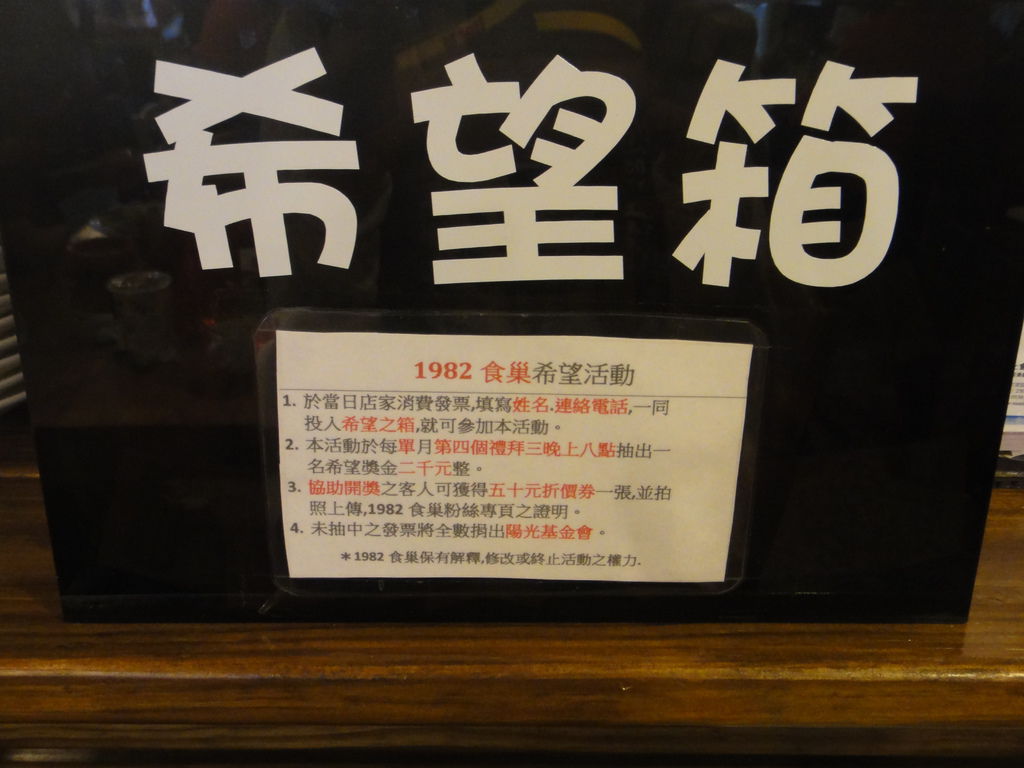 希望箱
1982 食巢希望活動
1. 於當日店家消費發票,填寫姓名.連絡電話,一同
投入希望之箱,就可參加本活動。
2. 本活動於每單月第四個禮拜三晚上八點抽出一
名希望獎金二千元整。
3. 協助開獎之客人可獲得五十元折價券一張,並拍
照上傳,1982 食巢粉絲專頁之證明。
4. 未抽中之發票將全數捐出陽光基金會。
＊1982 食巢保有解釋,修改或終止活動之權力.